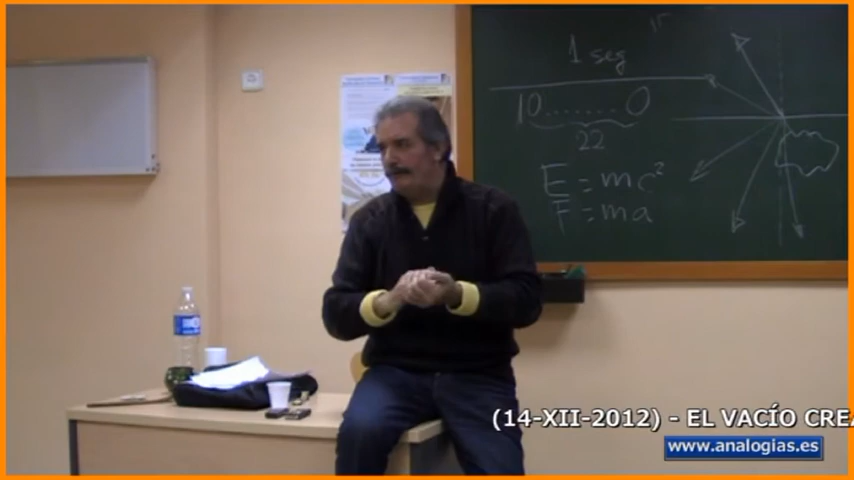 1 seg
10.......0
22
E = mc²
F = ma
(14-XII-2012) - EL VACÍO CREA
www.analogias.es